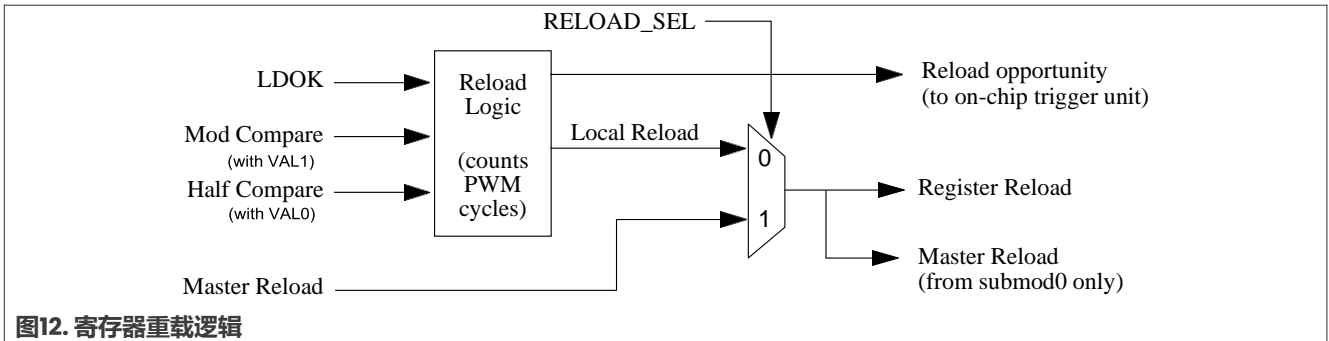 RELOAD_SEL
LDOK
Mod Compare
(with VAL1)
Half Compare
(with VAL0)
Master Reload
Reload
Logic
(counts
PWM
cycles)
Local Reload
0
1
Reload opportunity
(to on-chip trigger unit)
Register Reload
Master Reload
(from submod0 only)
图12. 寄存器重载逻辑